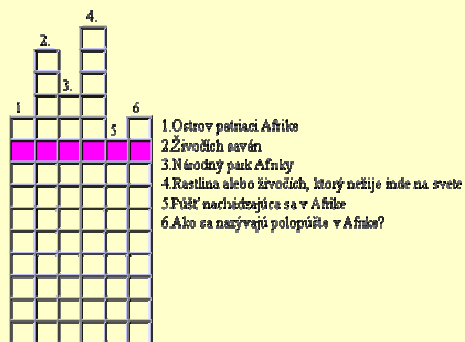 4.
2.
3.
1
5
6
1.Ostrov patriaci Afrike
2.Živočích saván
3.Národný park Afriky
4.Rastlina alebo živočích, ktorý nežije inde na svete
5.Púšť nachádzajúca sa v Afrike
6.Ako sa nazývajú polopúšte v Afrike?